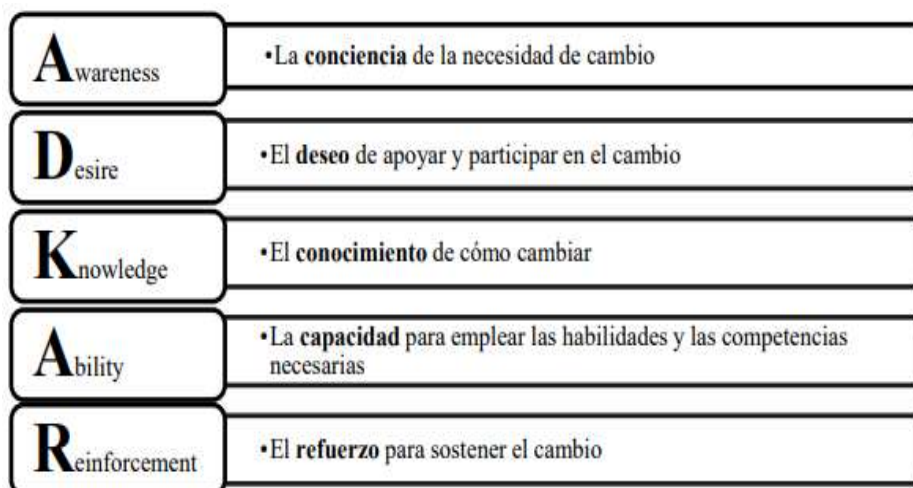 Awareness
•La conciencia de la necesidad de cambio
Desire
•El deseo de apoyar y participar en el cambio
Knowledge
•El conocimiento de cómo cambiar
Ability
•La capacidad para emplear las habilidades y las competencias
necesarias
Reinforcement
•El refuerzo para sostener el cambio